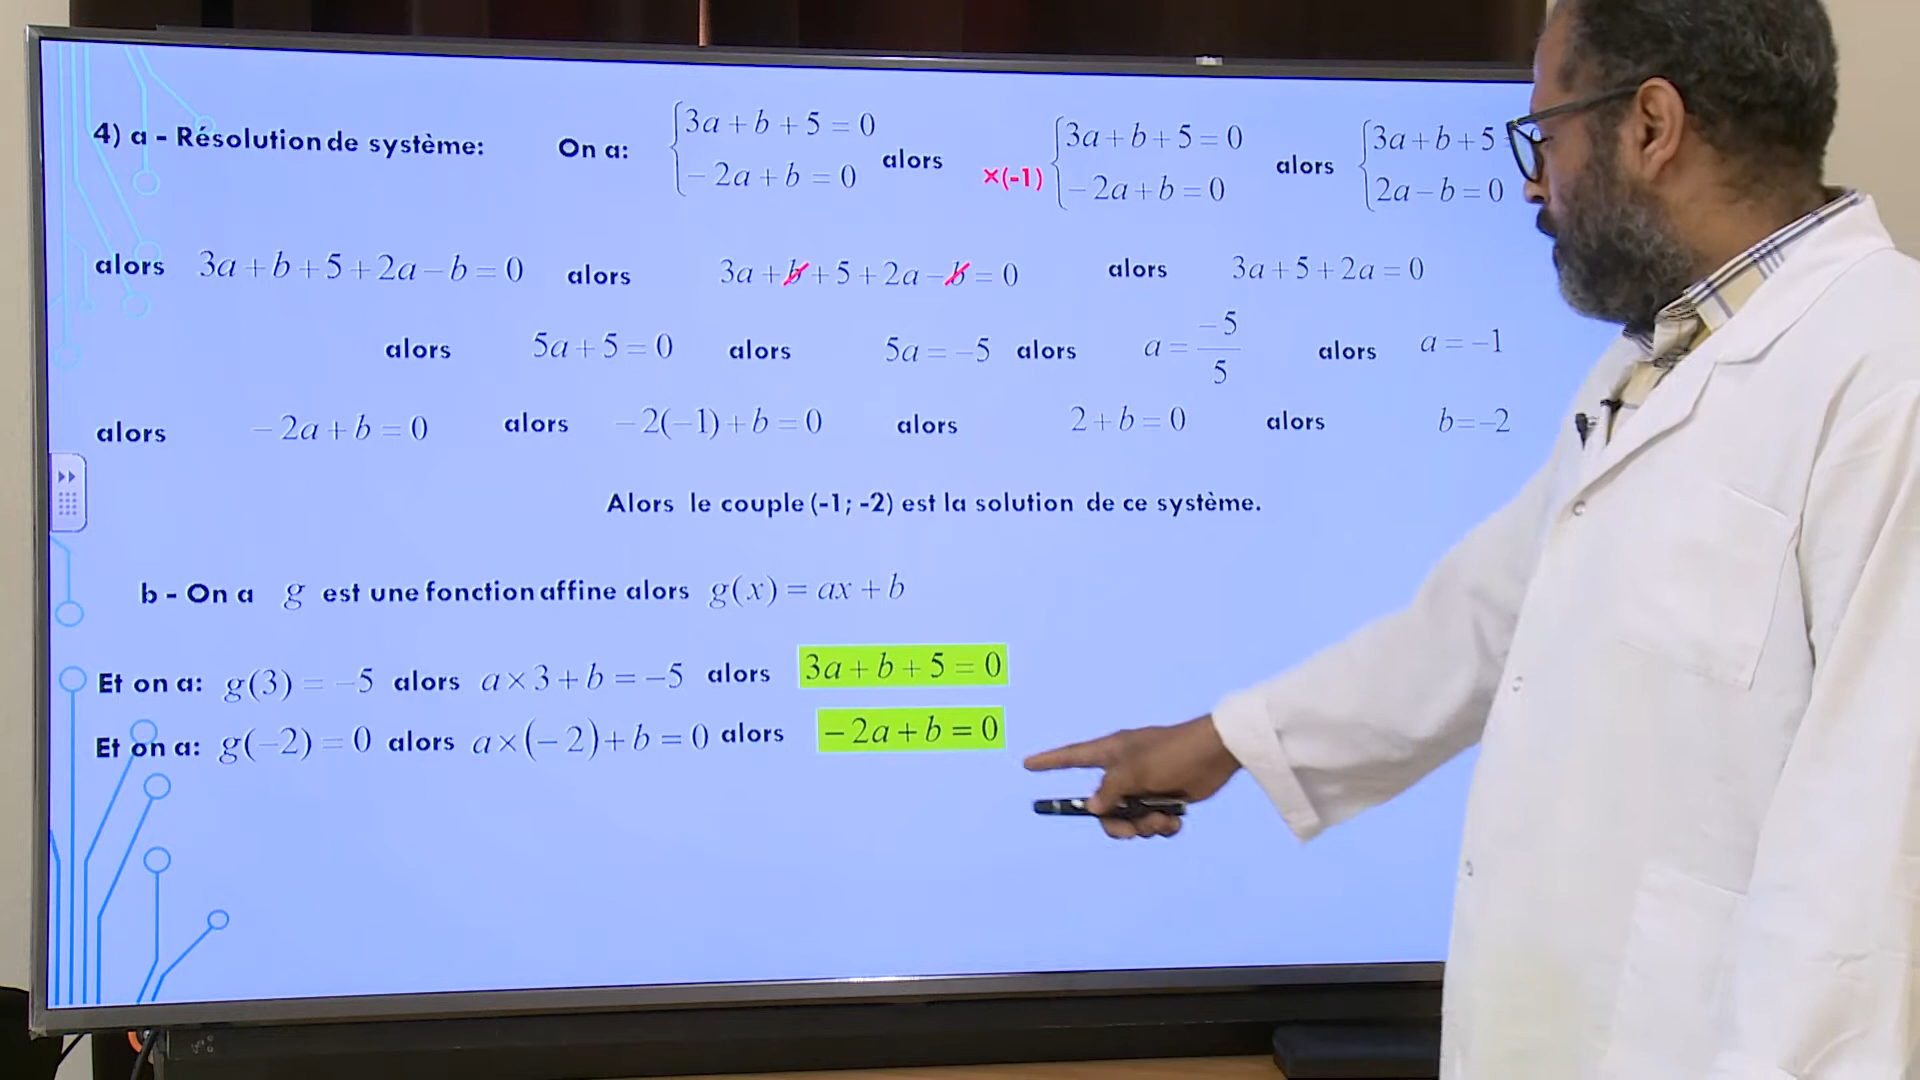 4) a - Résolution de système: On a: { 3a + b + 5 = 0 alors ×(-1) { 3a + b + 5 = 0 alors { 3a + b + 5
- 2a + b = 0 - 2a + b = 0 2a - b = 0
alors 3a + b + 5 + 2a - b = 0 alors 3a + b + 5 + 2a - b = 0 alors 3a + 5 + 2a = 0
alors 5a + 5 = 0 alors 5a = -5 alors a = -5/5 alors a = -1
alors - 2a + b = 0 alors - 2(-1) + b = 0 alors 2 + b = 0 alors b = -2
Alors le couple (-1 ; -2) est la solution de ce système.
b - On a g est une fonction affine alors g(x) = ax + b
Et on a: g(3) = -5 alors a × 3 + b = -5 alors 3a + b + 5 = 0
Et on a: g(-2) = 0 alors a × (-2) + b = 0 alors - 2a + b = 0